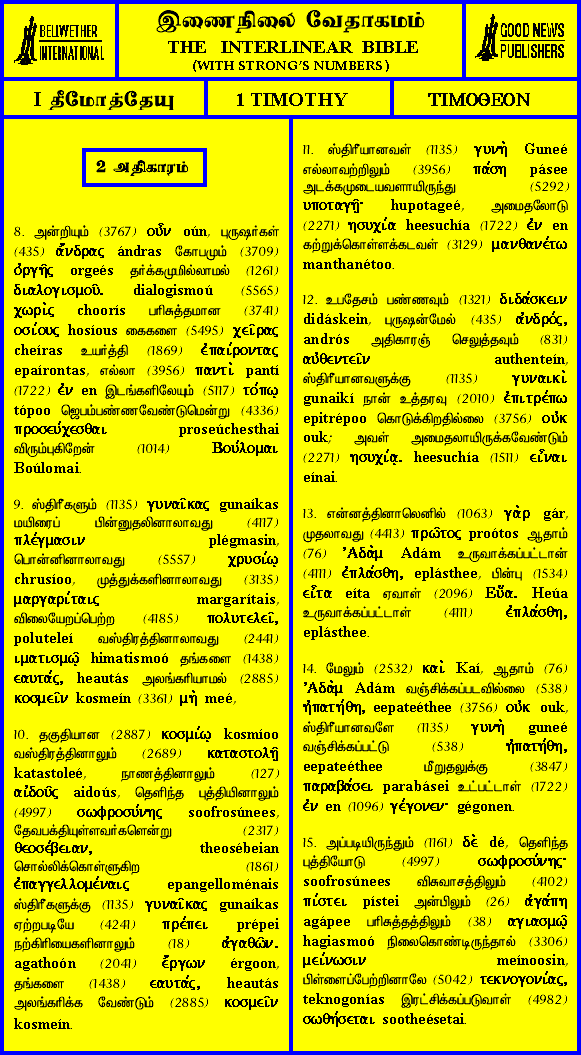 BELLWETHER
INTERNATIONAL
இணைநிலை வேதாகமம்
THE INTERLINEAR BIBLE
(WITH STRONG'S NUMBERS)
GOOD NEWS
PUBLISHERS
I தீமோத்தேயு
1 TIMOTHY
ΤΙΜΟΘΕΟΝ
2 அதிகாரம்
8. அன்றியும் (3767) οὖν oún, புருஷர்கள்
(435) ἄνδρας ándras கோபமும் (3709)
ὀργῆς orgeés தர்க்கமுமில்லாமல் (1261)
διαλογισμοῦ. dialogismoú (5565)
χωρὶς choorís பரிசுத்தமான (3741)
οσίους hosíous கைகளை (5495) χεῖρας
cheíras உயர்த்தி (1869) ἐπαίροντας
epaírontas, எல்லா (3956) παντὶ pantí
(1722) ἐν en இடங்களிலேயும் (5117) τόπῳ
tópoo ஜெபம்பண்ணவேண்டுமென்று (4336)
προσεύχεσθαι proseúchesthai
விரும்புகிறேன் (1014) Βούλομαι
Boúlomai.
9. ஸ்திரீகளும் (1135) γυναῖκας gunaíkas
மயிரைப் பின்னுதலினாலாவது (4117)
πλέγμασιν plégmasin,
பொன்னினாலாவது (5557) χρυσίῳ
chrusíoo, முத்துக்களினாலாவது (3135)
μαργαρίταις margarítais,
விலையேறப்பெற்ற (4185) πολυτελεῖ,
poluteleí வஸ்திரத்தினாலாவது (2441)
ιματισμῷ himatismoó தங்களை (1438)
εαυτάς, heautás அலங்கரியாமல் (2885)
κοσμεῖν kosmeín (3361) μὴ meé,
10. தகுதியான (2887) κοσμίῳ kosmíoo
வஸ்திரத்தினாலும் (2689) καταστολῇ
katastoleé, நாணத்தினாலும் (127)
αἰδοῦς aidoús, தெளிந்த புத்தியினாலும்
(4997) σωφροσύνης soofrosúnees,
தேவபக்தியுள்ளவர்களென்று (2317)
θεοσέβειαν, theosébeian
சொல்லிக்கொள்ளுகிற (1861)
ἐπαγγελλομέναις epangelloménais
ஸ்திரீகளுக்கு (1135) γυναῖκας gunaíkas
ஏற்றபடியே (4241) πρέπει prépei
நற்கிரியைகளினாலும் (18) ἀγαθῶν.
agathoón (2041) ἔργων érgoon,
தங்களை (1438) εαυτάς, heautás
அலங்கரிக்க வேண்டும் (2885) κοσμεῖν
kosmeín.
11. ஸ்திரீயானவள் (1135) γυνὴ Guneé
எல்லாவற்றிலும் (3956) πάσῃ pásee
அடக்கமுடையவளாயிருந்து (5292)
υποταγῇ· hupotageé, அமைதலோடு
(2271) ησυχία heesuchía (1722) ἐν en
கற்றுக்கொள்ளக்கடவள் (3129) μανθανέτω
manthanétoo.
12. உபதேசம் பண்ணவும் (1321) διδάσκειν
didáskein, புருஷன்மேல் (435) ἀνδρός,
andrós அதிகாரஞ் செலுத்தவும் (831)
αὐθεντεῖν authenteín,
ஸ்திரீயானவளுக்கு (1135) γυναικὶ
gunaikí நான் உத்தரவு (2010) ἐπιτρέπω
epitrépoo கொடுக்கிறதில்லை (3756) οὐκ
ouk; அவள் அமைதலாயிருக்கவேண்டும்
(2271) ησυχίᾳ. heesuchía (1511) εἶναι
eínai.
13. என்னத்தினாலெனில் (1063) γὰρ gár,
முதலாவது (4413) πρῶτος proótos ஆதாம்
(76) Ἀδὰμ Adám உருவாக்கப்பட்டான்
(4111) ἐπλάσθη, eplásthee, பின்பு (1534)
εἶτα eíta ஏவாள் (2096) Εὕα. Heúa
உருவாக்கப்பட்டாள் (4111) ἐπλάσθη,
eplásthee.
14. மேலும் (2532) καὶ Kaí, ஆதாம் (76)
Ἀδὰμ Adám வஞ்சிக்கப்படவில்லை (538)
ἠπατήθη, eepateéthee (3756) οὐκ ouk,
ஸ்திரீயானவளே (1135) γυνὴ guneé
வஞ்சிக்கப்பட்டு (538) ἠπατήθη,
eepateéthee மீறுதலுக்கு (3847)
παραβάσει parabásei உட்பட்டாள் (1722)
ἐν en (1096) γέγονεν· gégonen.
15. அப்படியிருந்தும் (1161) δὲ dé, தெளிந்த
புத்தியோடு (4997) σωφροσύνης·
soofrosúnees விசுவாசத்திலும் (4102)
πίστει pístei அன்பிலும் (26) ἀγάπῃ
agápee பரிசுத்தத்திலும் (38) αγιασμῷ
hagiasmoó நிலைகொண்டிருந்தால் (3306)
μείνωσιν meínoosin,
பிள்ளைப்பேற்றினாலே (5042) τεκνογονίας,
teknogonías இரட்சிக்கப்படுவாள் (4982)
σωθήσεται sootheésetai.